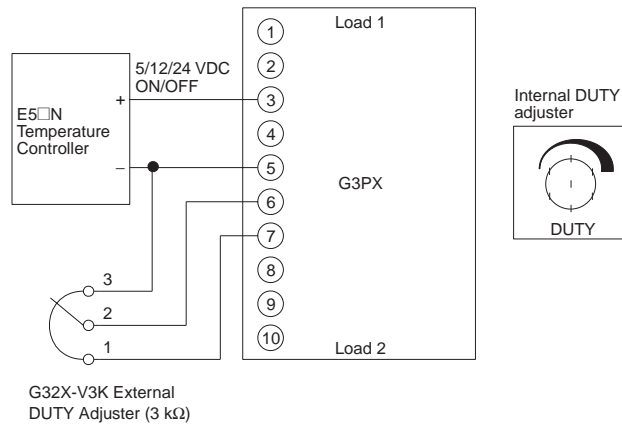 Load 1
1
2
3
4
5
6
7
8
9
10
5/12/24 VDC
ON/OFF
+
E5□N
Temperature
Controller
−
G3PX
Load 2
3
2
1
G32X-V3K External
DUTY Adjuster (3 kΩ)
Internal DUTY
adjuster
DUTY